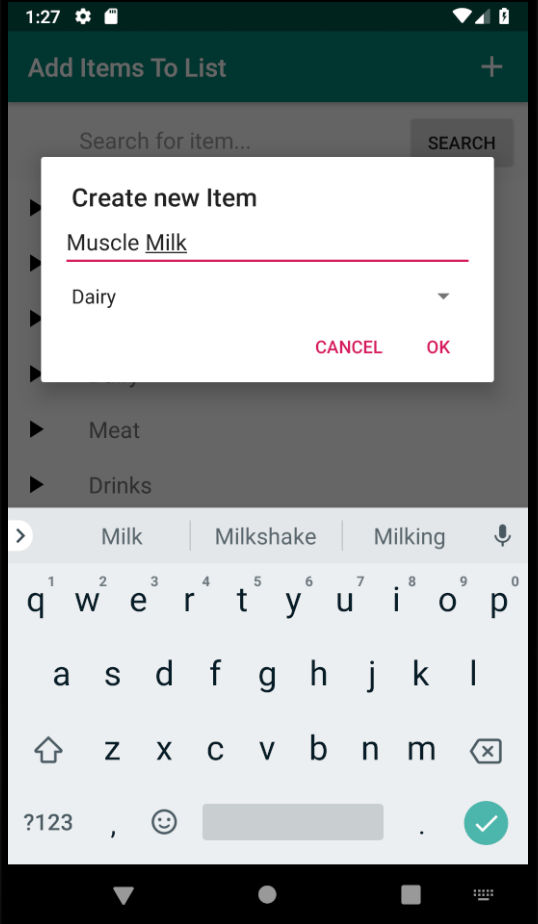 1:27
Add Items To List +
Search for item... SEARCH
Create new Item
Muscle Milk
Dairy
CANCEL OK
Meat
Drinks
Milk Milkshake Milking
1 2 3 4 5 6 7 8 9 0
q w e r t y u i o p
a s d f g h j k l
z x c v b n m
?123 , .